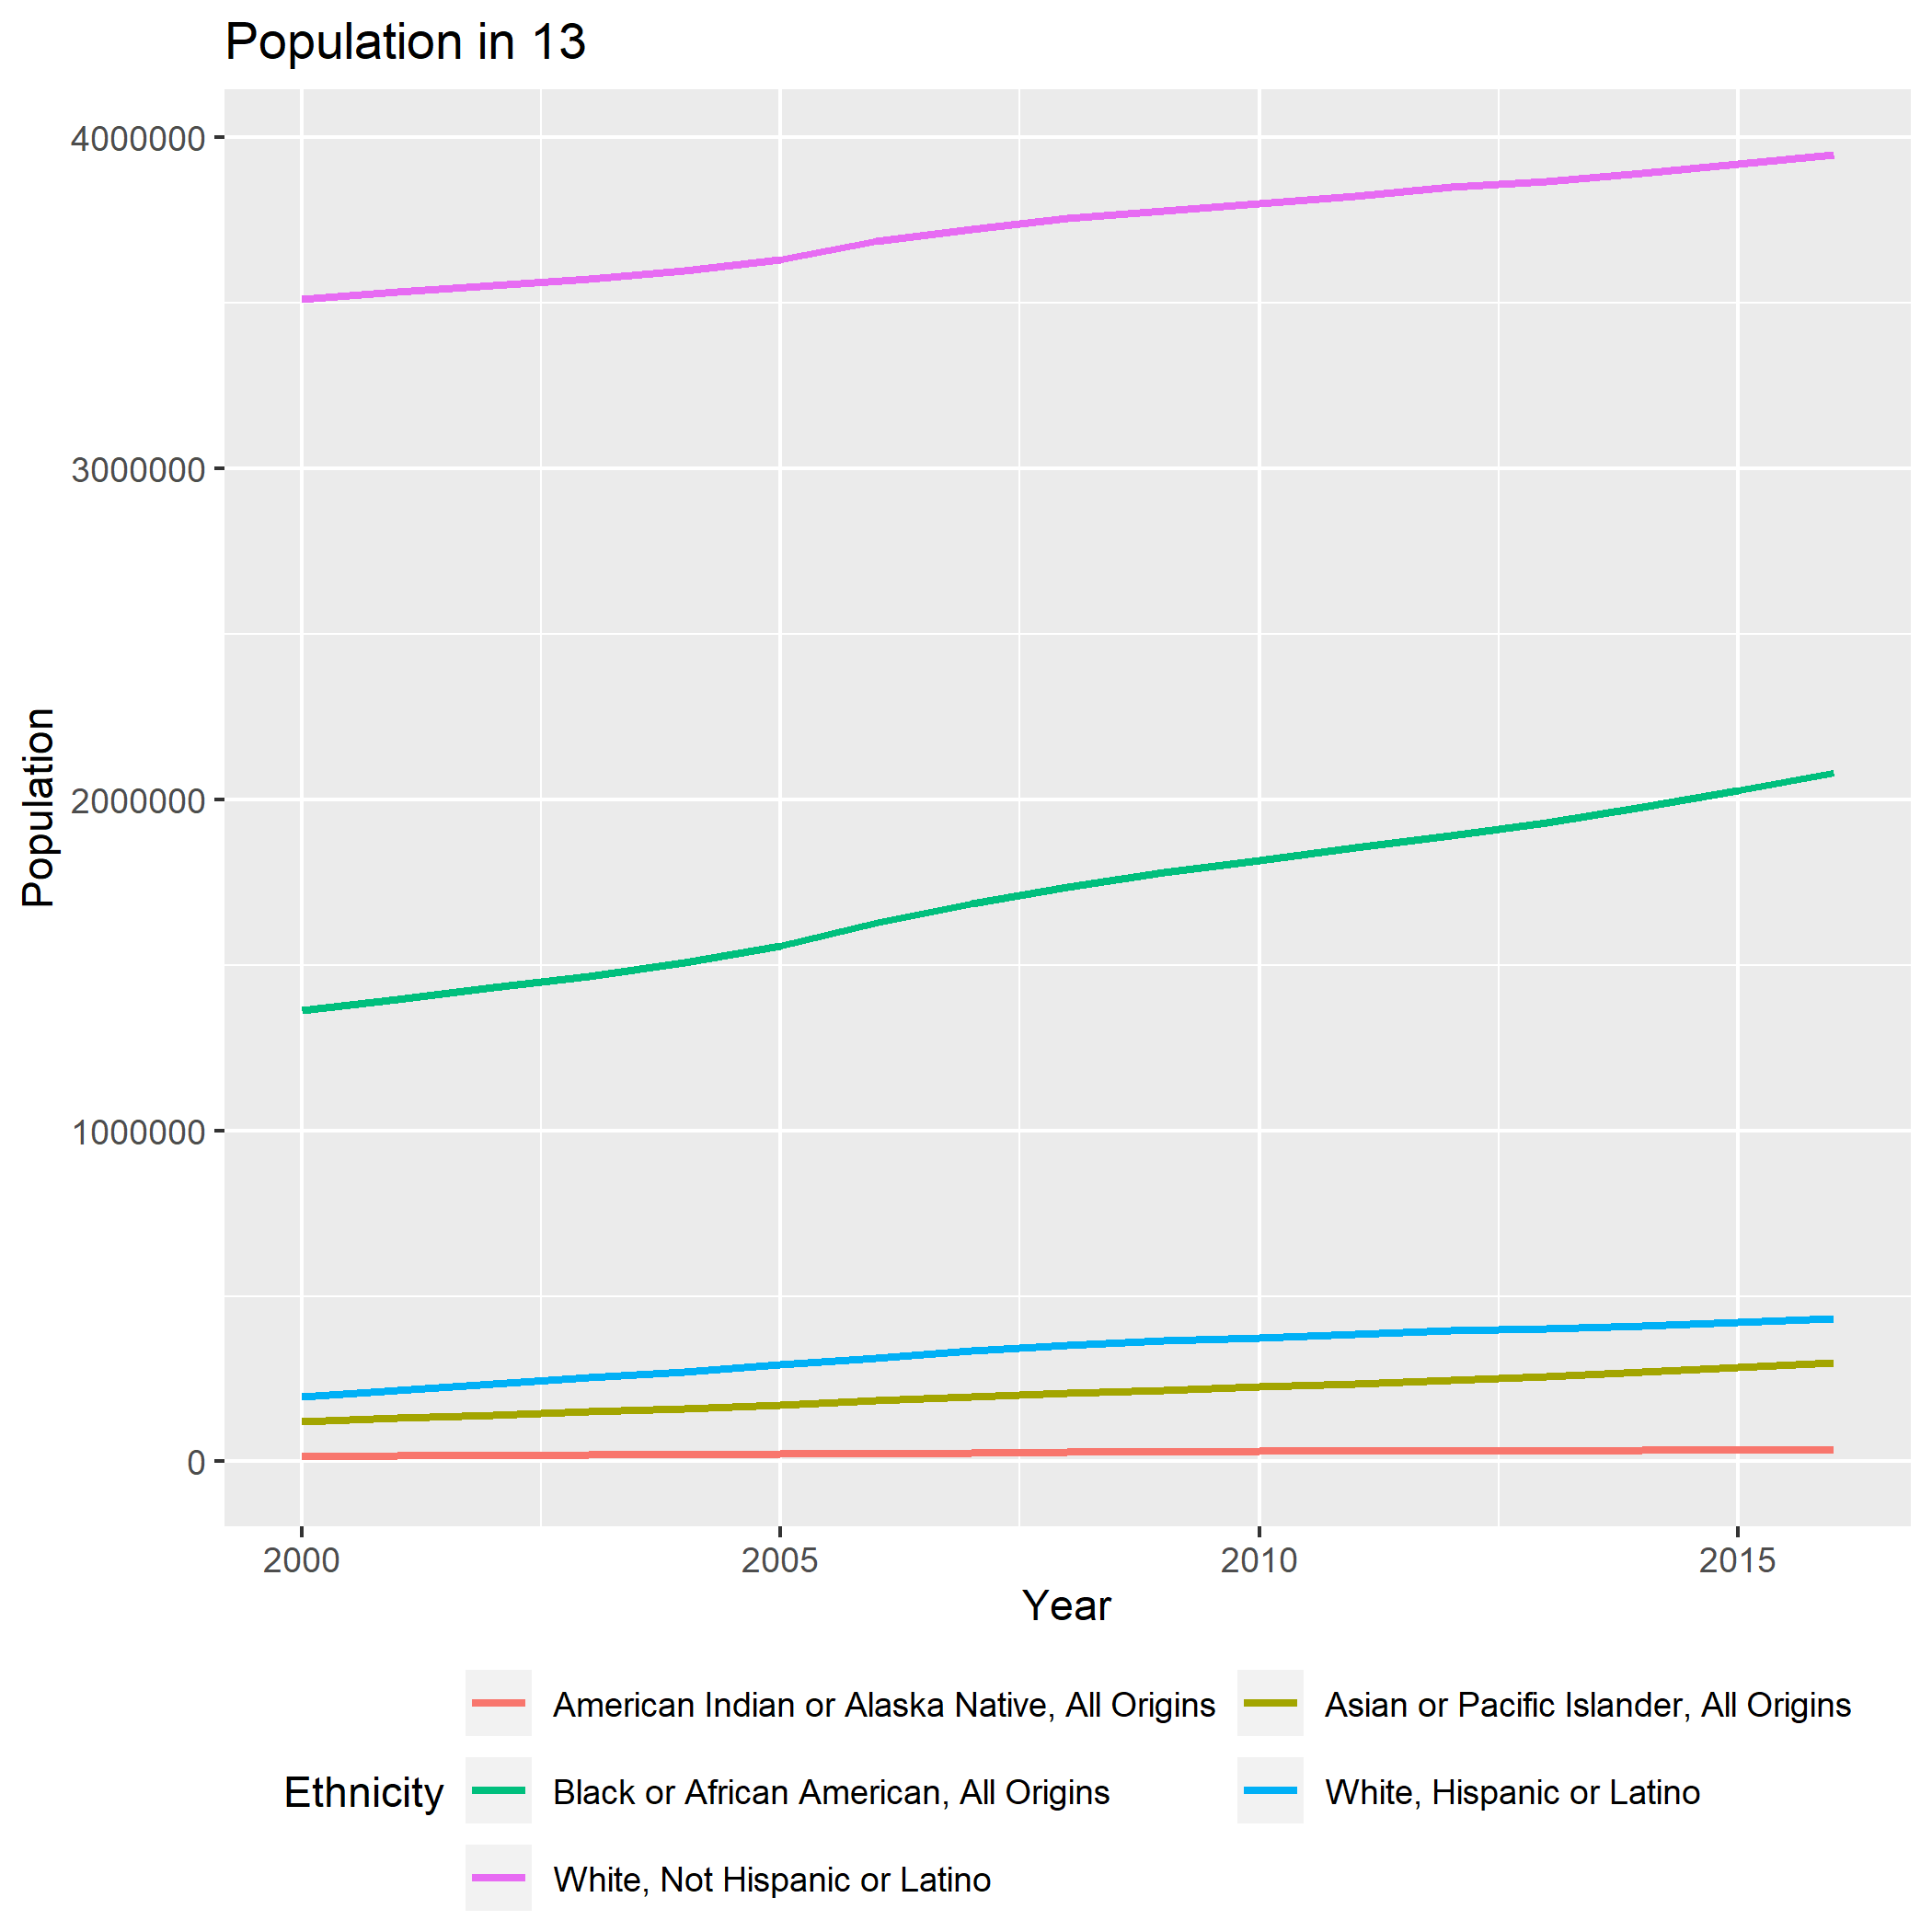 Population in 13
4000000
3000000
2000000
1000000
0
Population
2000 2005 2010 2015
Year
Ethnicity
American Indian or Alaska Native, All Origins
Asian or Pacific Islander, All Origins
Black or African American, All Origins
White, Hispanic or Latino
White, Not Hispanic or Latino